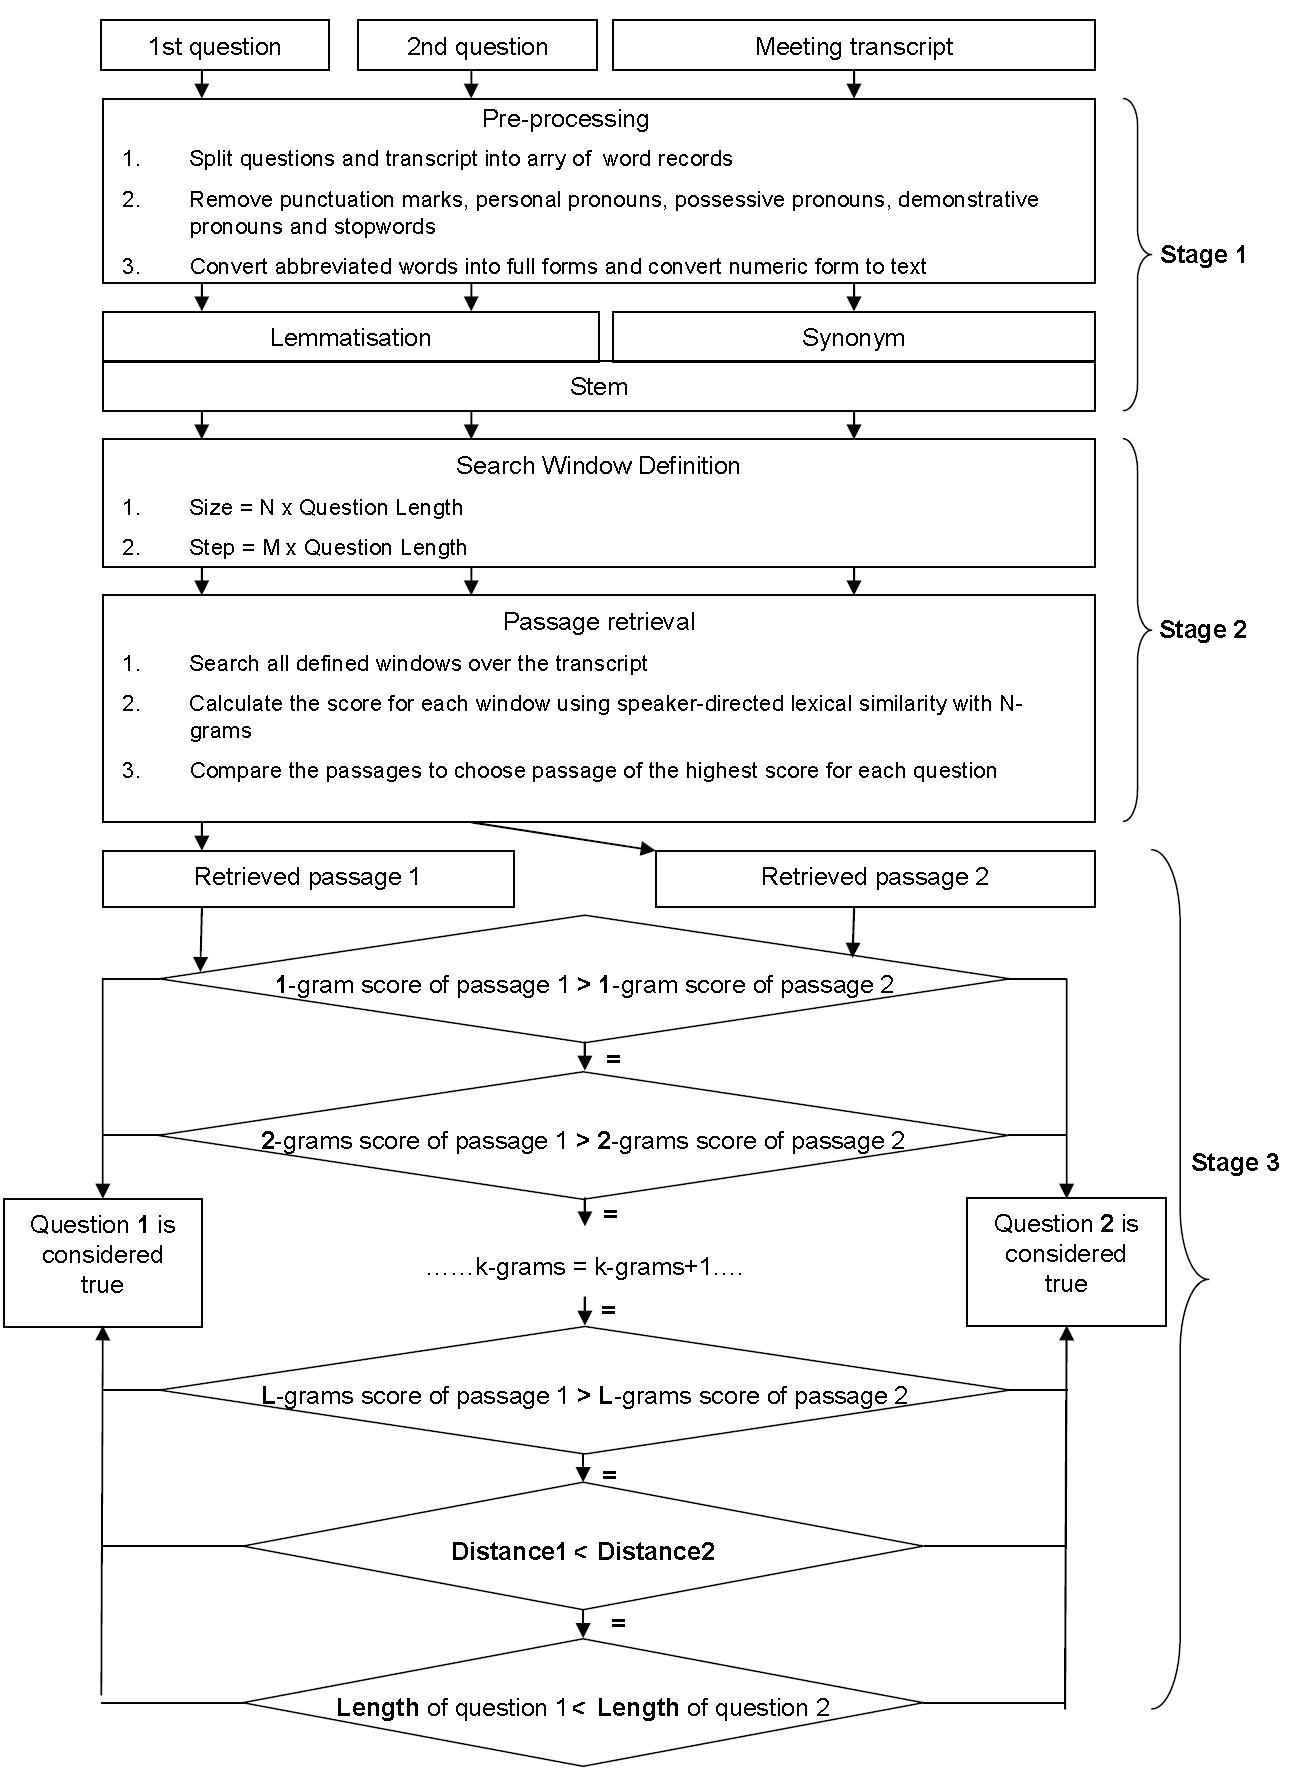 1st question
2nd question
Meeting transcript
Pre-processing
1. Split questions and transcript into arry of word records
2. Remove punctuation marks, personal pronouns, possessive pronouns, demonstrative
pronouns and stopwords
3. Convert abbreviated words into full forms and convert numeric form to text
Stage 1
Lemmatisation
Synonym
Stem
Search Window Definition
1. Size = N x Question Length
2. Step = M x Question Length
Stage 2
Passage retrieval
1. Search all defined windows over the transcript
2. Calculate the score for each window using speaker-directed lexical similarity with N-
grams
3. Compare the passages to choose passage of the highest score for each question
Retrieved passage 1
Retrieved passage 2
1-gram score of passage 1 > 1-gram score of passage 2
=
2-grams score of passage 1 > 2-grams score of passage 2
Stage 3
=
Question 1 is
considered
true
Question 2 is
considered
true
……k-grams = k-grams+1….
=
L-grams score of passage 1 > L-grams score of passage 2
=
Distance1 < Distance2
=
Length of question 1 < Length of question 2